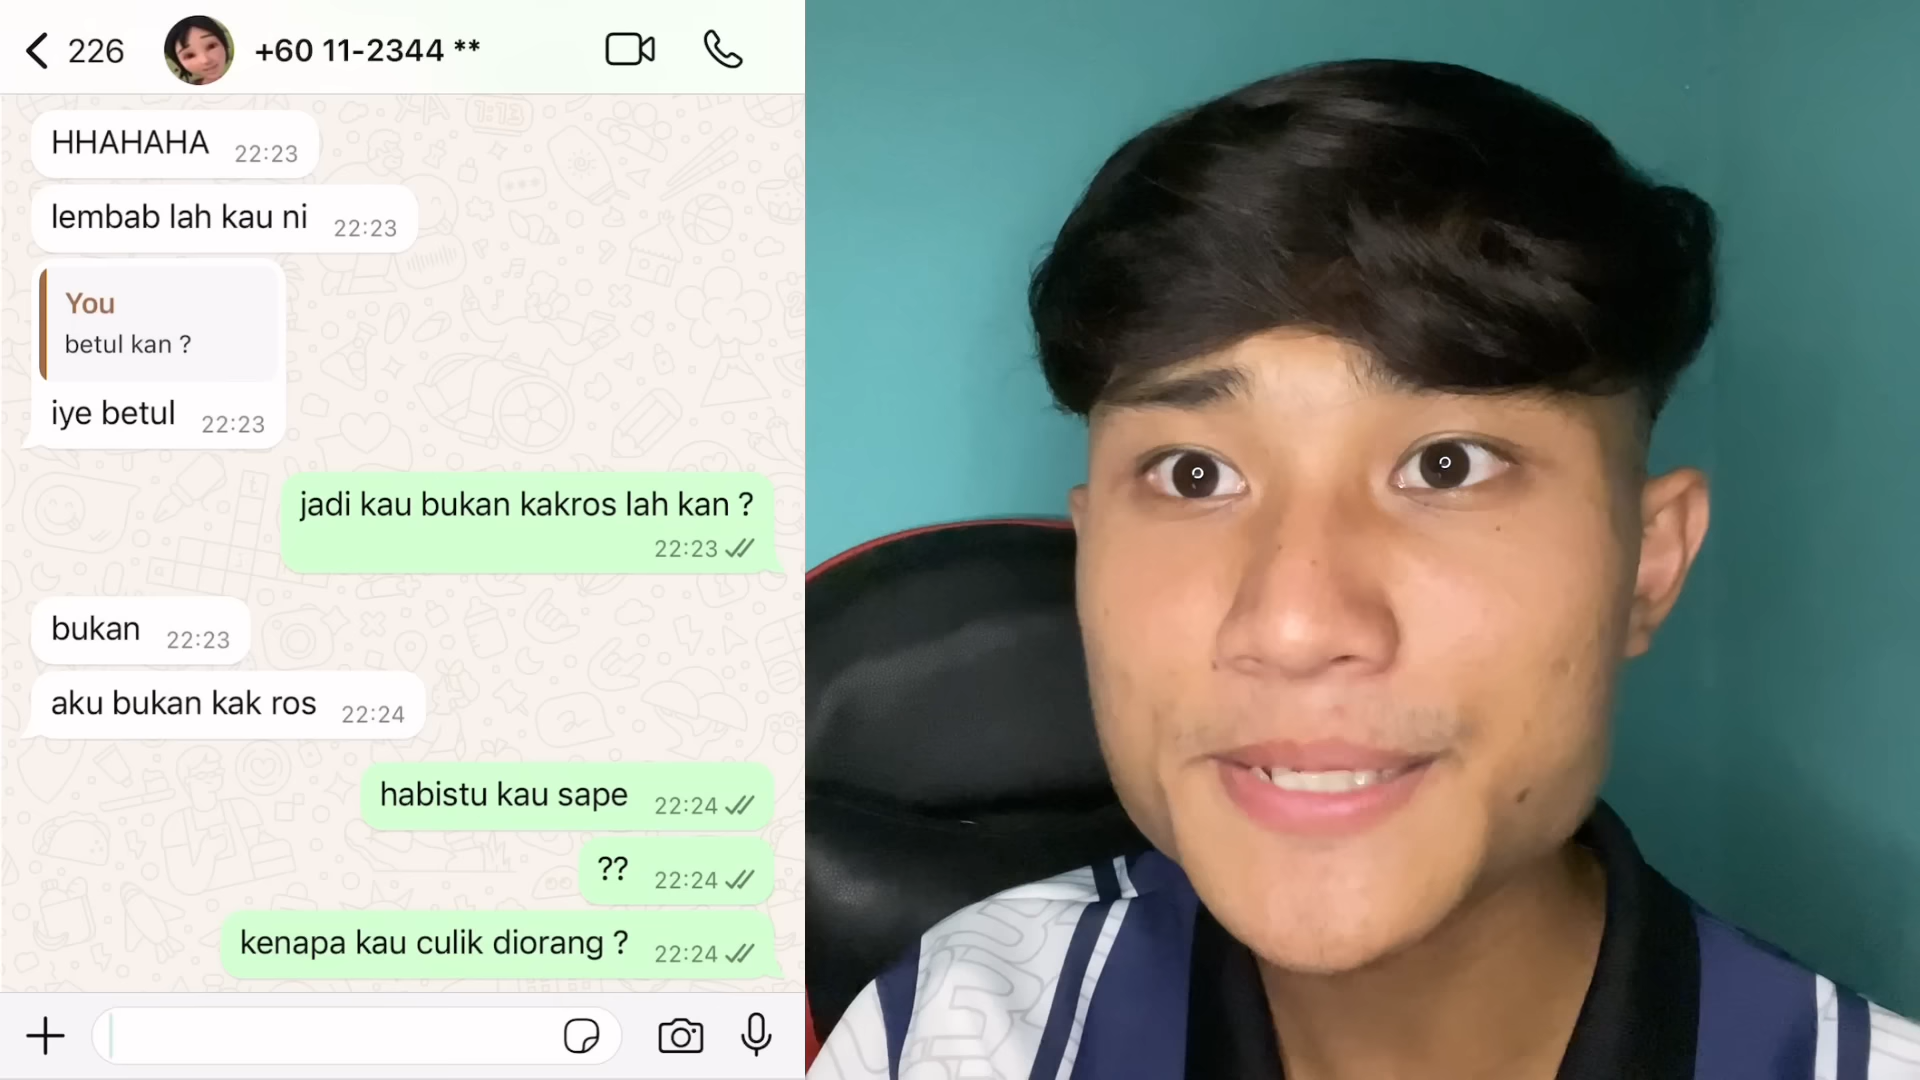 226
+60 11-2344 **
HHAHAHA 22:23
lembab lah kau ni 22:23
You
betul kan ?
iye betul 22:23
jadi kau bukan kakros lah kan ?
22:23
bukan 22:23
aku bukan kak ros 22:24
habistu kau sape 22:24
?? 22:24
kenapa kau culik diorang ? 22:24